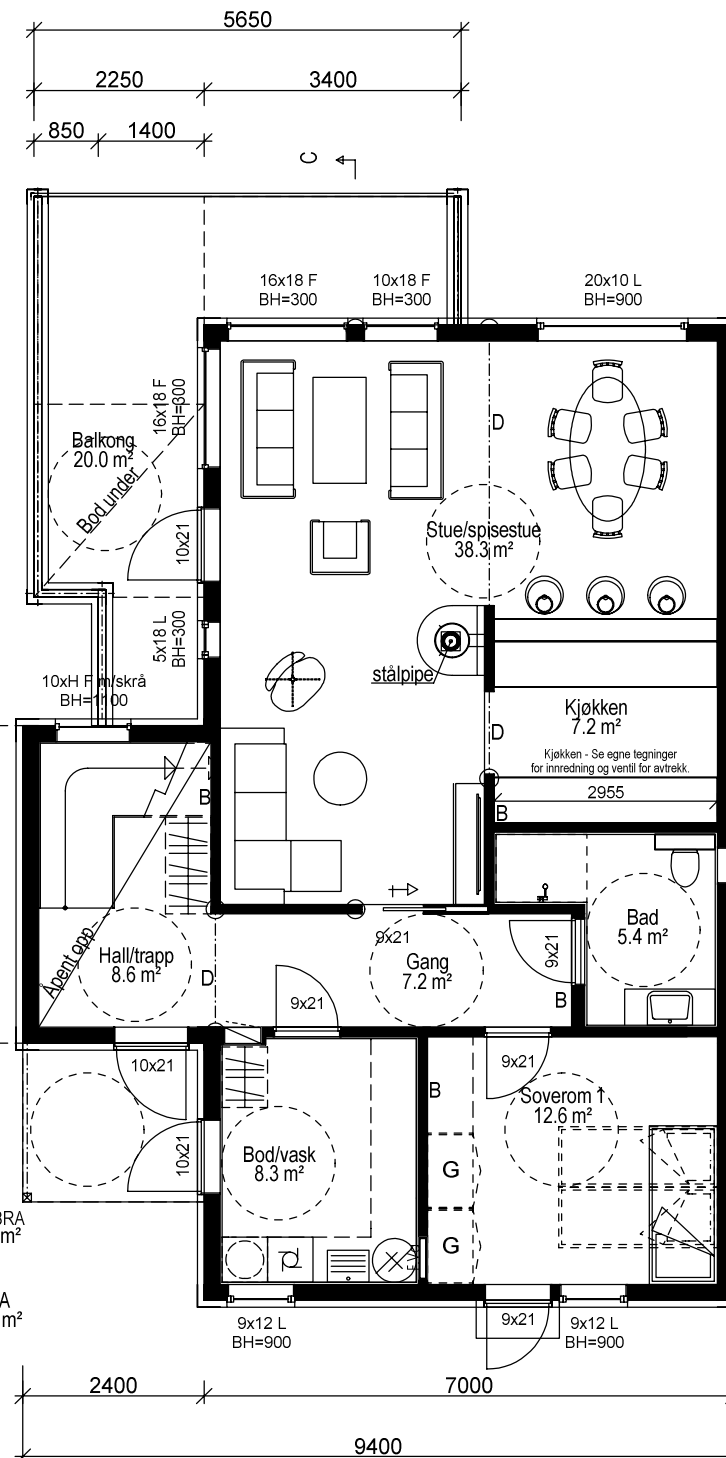 5650
2250
3400
850
1400
C
16x18 F
BH=300
10x18 F
BH=300
20x10 L
BH=900
16x18 F
BH=300
D
Balkong
20.0 m²
Bod under
10x21
Stue/spisestue
38.3 m²
5x18 L
BH=300
stålpipe
10xH F m/skrå
BH=1100
Kjøkken
7.2 m²
D
Kjøkken - Se egne tegninger
for innredning og ventil for avtrekk.
2955
B
B
Bad
5.4 m²
9x21
9x21
Åpent opp
Hall/trapp
8.6 m²
Gang
7.2 m²
D
B
9x21
10x21
9x21
B
Soverom 1
12.6 m²
10x21
Bod/vask
8.3 m²
G
G
BRA
m²
A
m²
9x12 L
BH=900
9x21
9x12 L
BH=900
2400
7000
9400